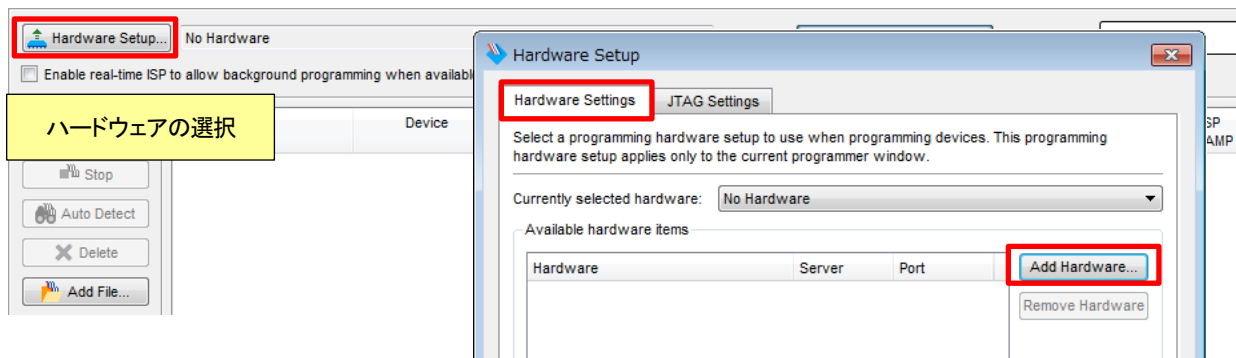 Hardware Setup...
No Hardware
Enable real-time ISP to allow background programming when availabl
ハードウェアの選択
Device
Stop
Auto Detect
Delete
Add File...
Hardware Setup
Hardware Settings
JTAG Settings
Select a programming hardware setup to use when programming devices. This programming
hardware setup applies only to the current programmer window.
Currently selected hardware:
No Hardware
Available hardware items
Hardware
Server
Port
Add Hardware...
Remove Hardware
SP
AMP